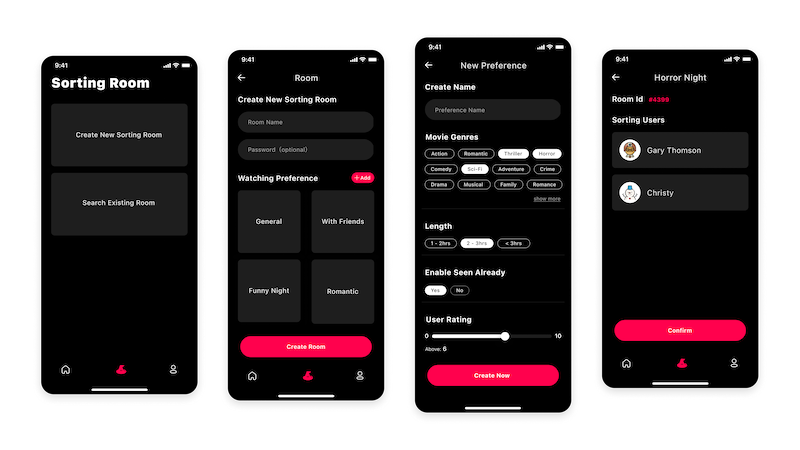 9:41
Sorting Room
Create New Sorting Room
Search Existing Room
9:41
Room
Create New Sorting Room
Room Name
Password (optional)
Watching Preference
+ Add
General
With Friends
Funny Night
Romantic
Create Room
9:41
New Preference
Create Name
Preference Name
Movie Genres
Action Romantic Thriller Horror
Comedy Sci-Fi Adventure Crime
Drama Musical Family Romance
show more
Length
1 - 2hrs 2 - 3hrs < 3hrs
Enable Seen Already
Yes No
User Rating
0 10
Above: 6
Create New
9:41
Horror Night
Room Id #4398
Sorting Users
Gary Thomson
Christy
Confirm